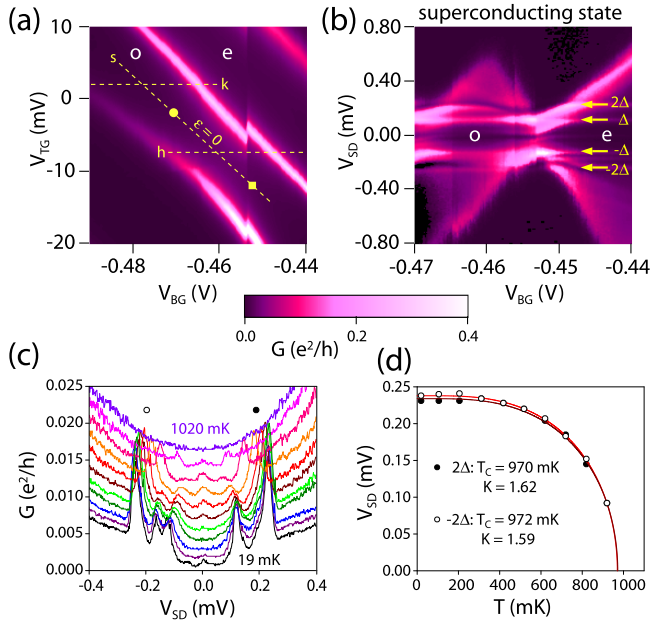 (a)
10
0
-10
-20
V_TG (mV)
o
e
s
k
ε=0
h
-0.48
-0.46
-0.44
V_BG (V)
(b)
superconducting state
0.80
0.40
0.00
-0.40
-0.80
V_SD (mV)
2Δ
Δ
-Δ
-2Δ
o
e
-0.47
-0.46
-0.45
-0.44
V_BG (V)
0.0
0.2
0.4
G (e²/h)
(c)
0.025
0.020
0.015
0.010
0.005
0.000
G (e²/h)
1020 mK
19 mK
-0.4
-0.2
0.0
0.2
0.4
V_SD (mV)
(d)
0.25
0.20
0.15
0.10
0.05
0.00
V_SD (mV)
2Δ: T_C = 970 mK
K = 1.62
-2Δ: T_C = 972 mK
K = 1.59
0
200
400
600
800
1000
T (mK)